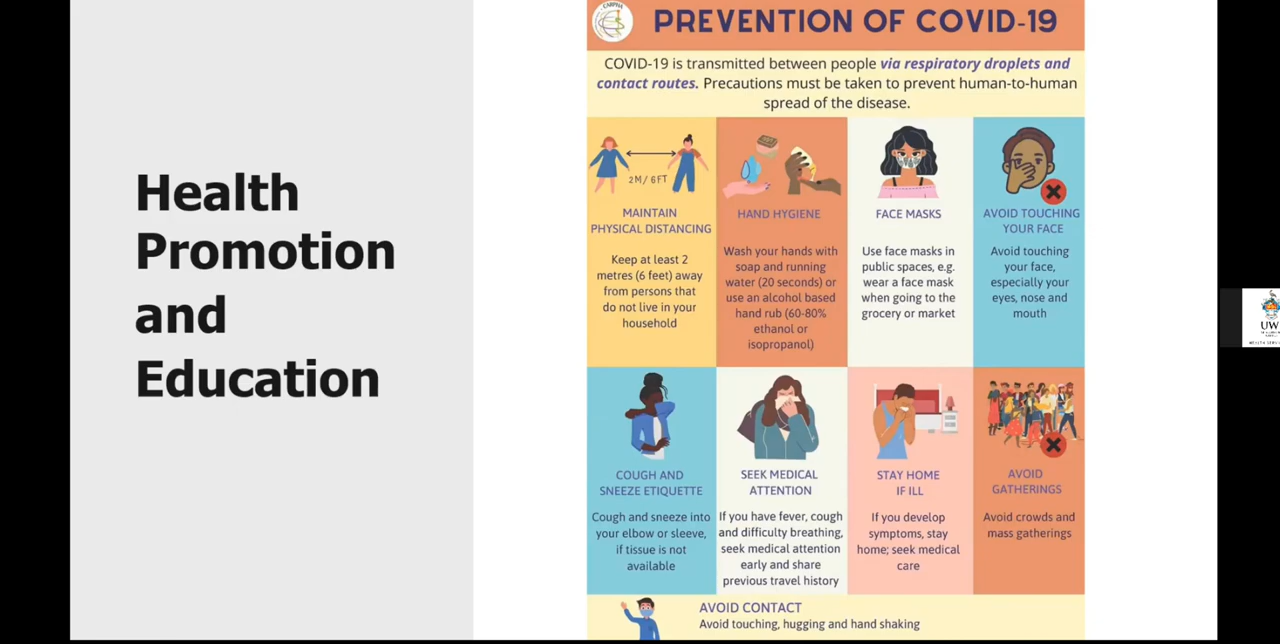 Health
Promotion
and
Education
CARPHA
PREVENTION OF COVID-19
COVID-19 is transmitted between people via respiratory droplets and
contact routes. Precautions must be taken to prevent human-to-human
spread of the disease.
2M/6FT
MAINTAIN
PHYSICAL DISTANCING
Keep at least 2
metres (6 feet) away
from persons that
do not live in your
household
HAND HYGIENE
Wash your hands with
soap and running
water (20 seconds) or
use an alcohol based
hand rub (60-80%
ethanol or
isopropanol)
FACE MASKS
Use face masks in
public spaces, e.g.
wear a face mask
when going to the
grocery or market
AVOID TOUCHING
YOUR FACE
Avoid touching
your face,
especially your
eyes, nose and
mouth
COUGH AND
SNEEZE ETIQUETTE
Cough and sneeze into
your elbow or sleeve,
if tissue is not
available
SEEK MEDICAL
ATTENTION
If you have fever, cough
and difficulty breathing,
seek medical attention
early and share
previous travel history
STAY HOME
IF ILL
If you develop
symptoms, stay
home; seek medical
care
AVOID
GATHERINGS
Avoid crowds and
mass gatherings
AVOID CONTACT
Avoid touching, hugging and hand shaking
UW